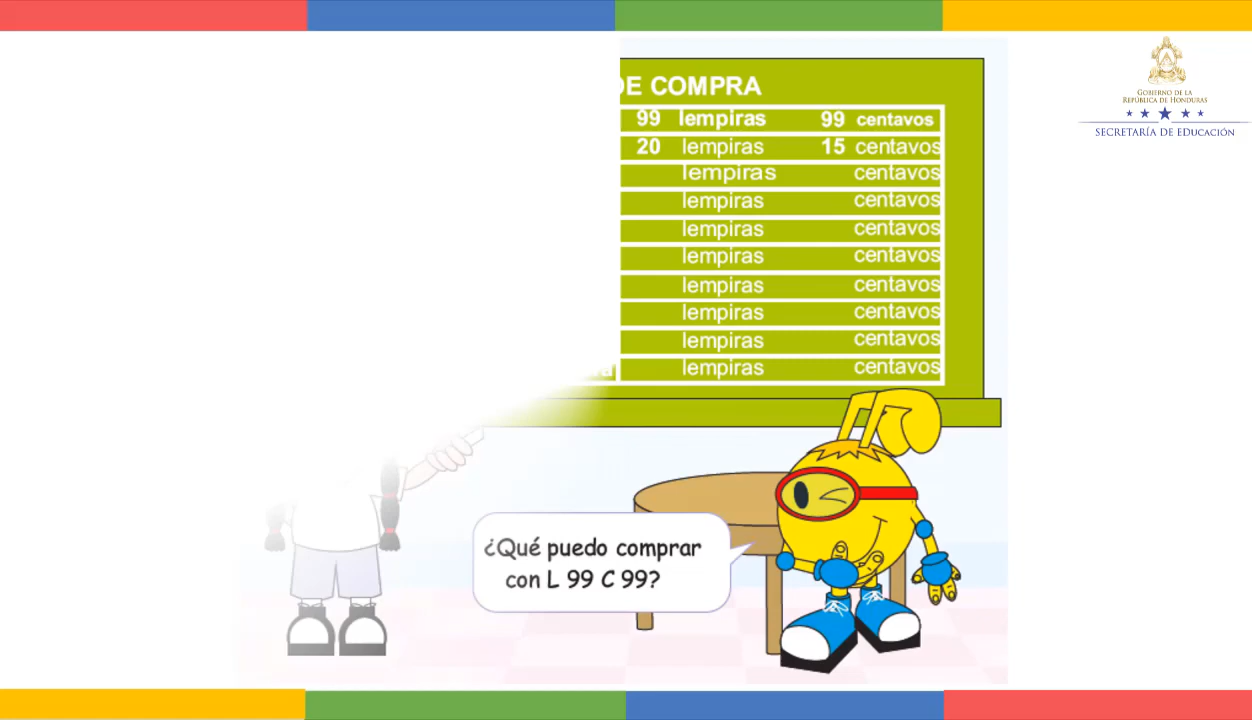 DE COMPRA
99 lempiras 99 centavos
20 lempiras 15 centavos
lempiras centavos
lempiras centavos
lempiras centavos
lempiras centavos
lempiras centavos
lempiras centavos
lempiras centavos
lempiras centavos
¿Qué puedo comprar
con L 99 C 99?
GOBIERNO DE LA
REPÚBLICA DE HONDURAS
SECRETARÍA DE EDUCACIÓN